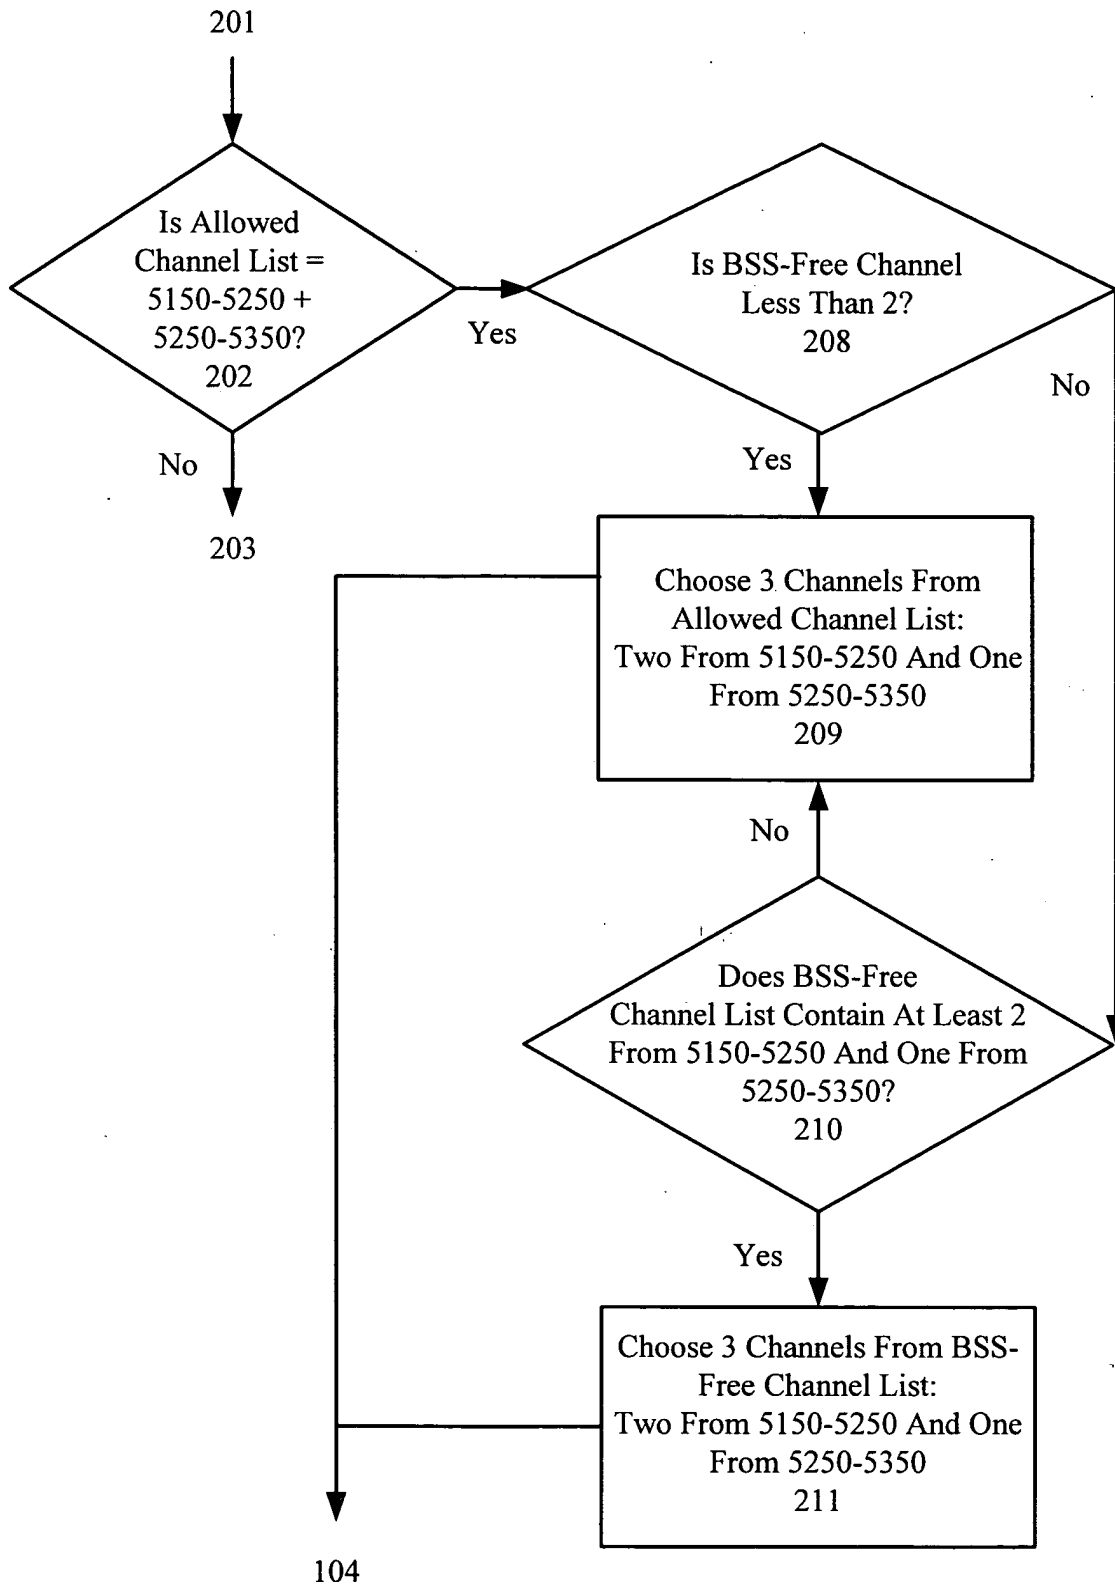 201
Is Allowed
Channel List =
5150-5250 +
5250-5350?
202
Yes
No
203
Is BSS-Free Channel
Less Than 2?
208
No
Yes
Choose 3 Channels From
Allowed Channel List:
Two From 5150-5250 And One
From 5250-5350
209
No
Does BSS-Free
Channel List Contain At Least 2
From 5150-5250 And One From
5250-5350?
210
Yes
Choose 3 Channels From BSS-
Free Channel List:
Two From 5150-5250 And One
From 5250-5350
211
104